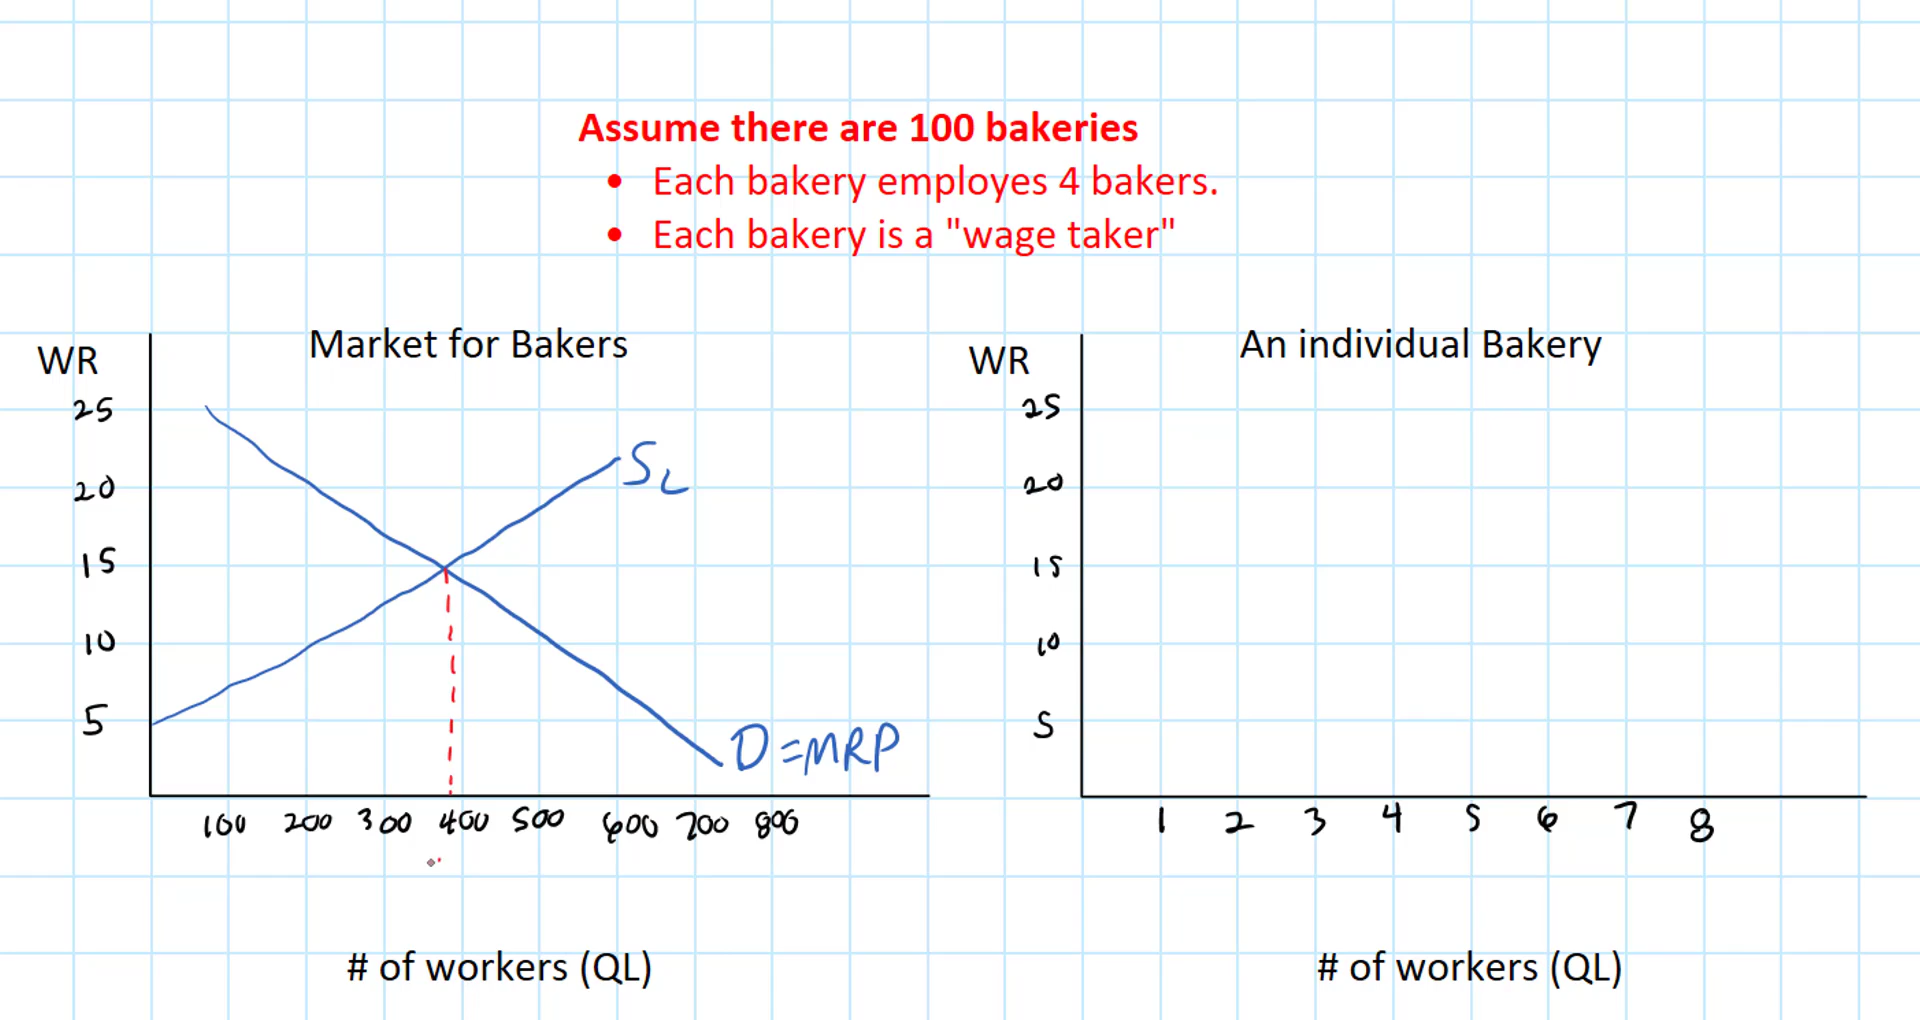 Assume there are 100 bakeries
• Each bakery employes 4 bakers.
• Each bakery is a "wage taker"
Market for Bakers
WR
25
20
15
10
5
SL
D=MRP
100 200 300 400 500 600 700 800
# of workers (QL)
An individual Bakery
WR
25
20
15
10
5
1 2 3 4 5 6 7 8
# of workers (QL)